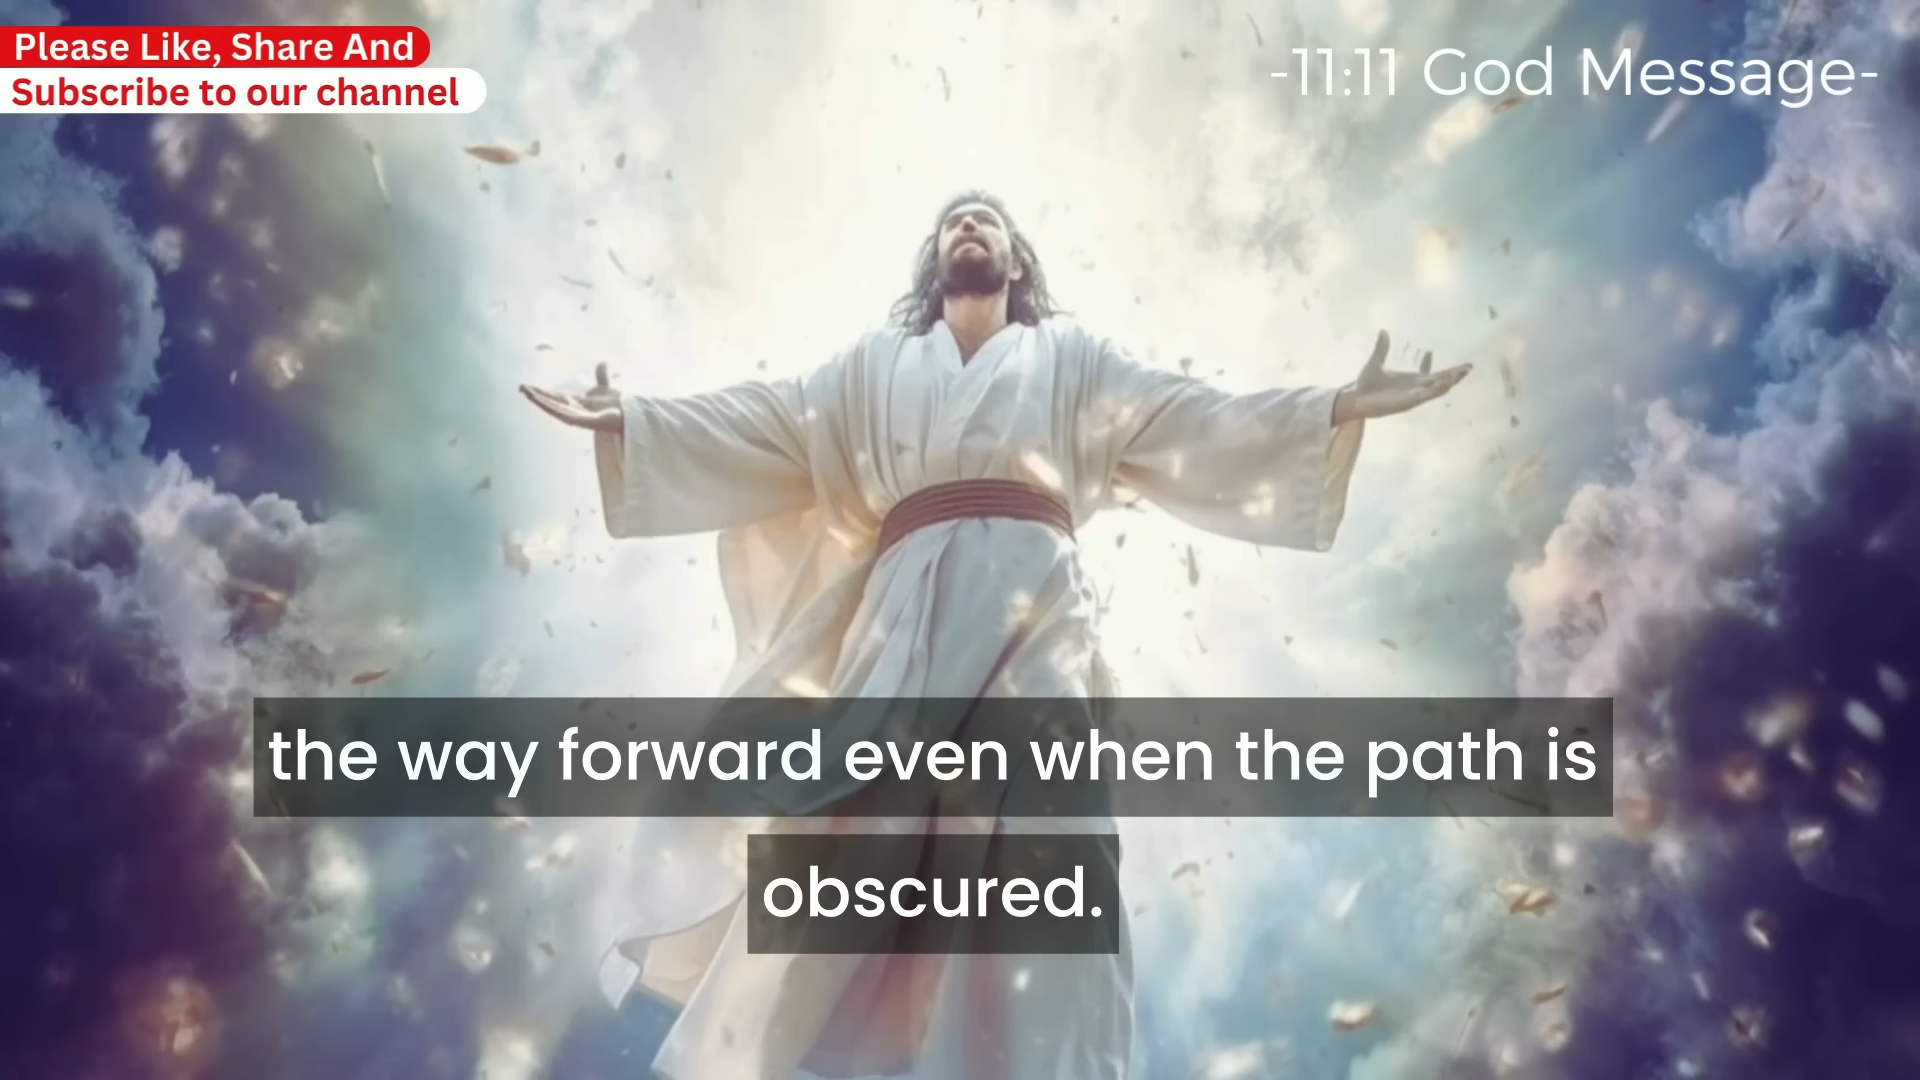 Please Like, Share And
Subscribe to our channel
-11:11 God Message-
the way forward even when the path is
obscured.